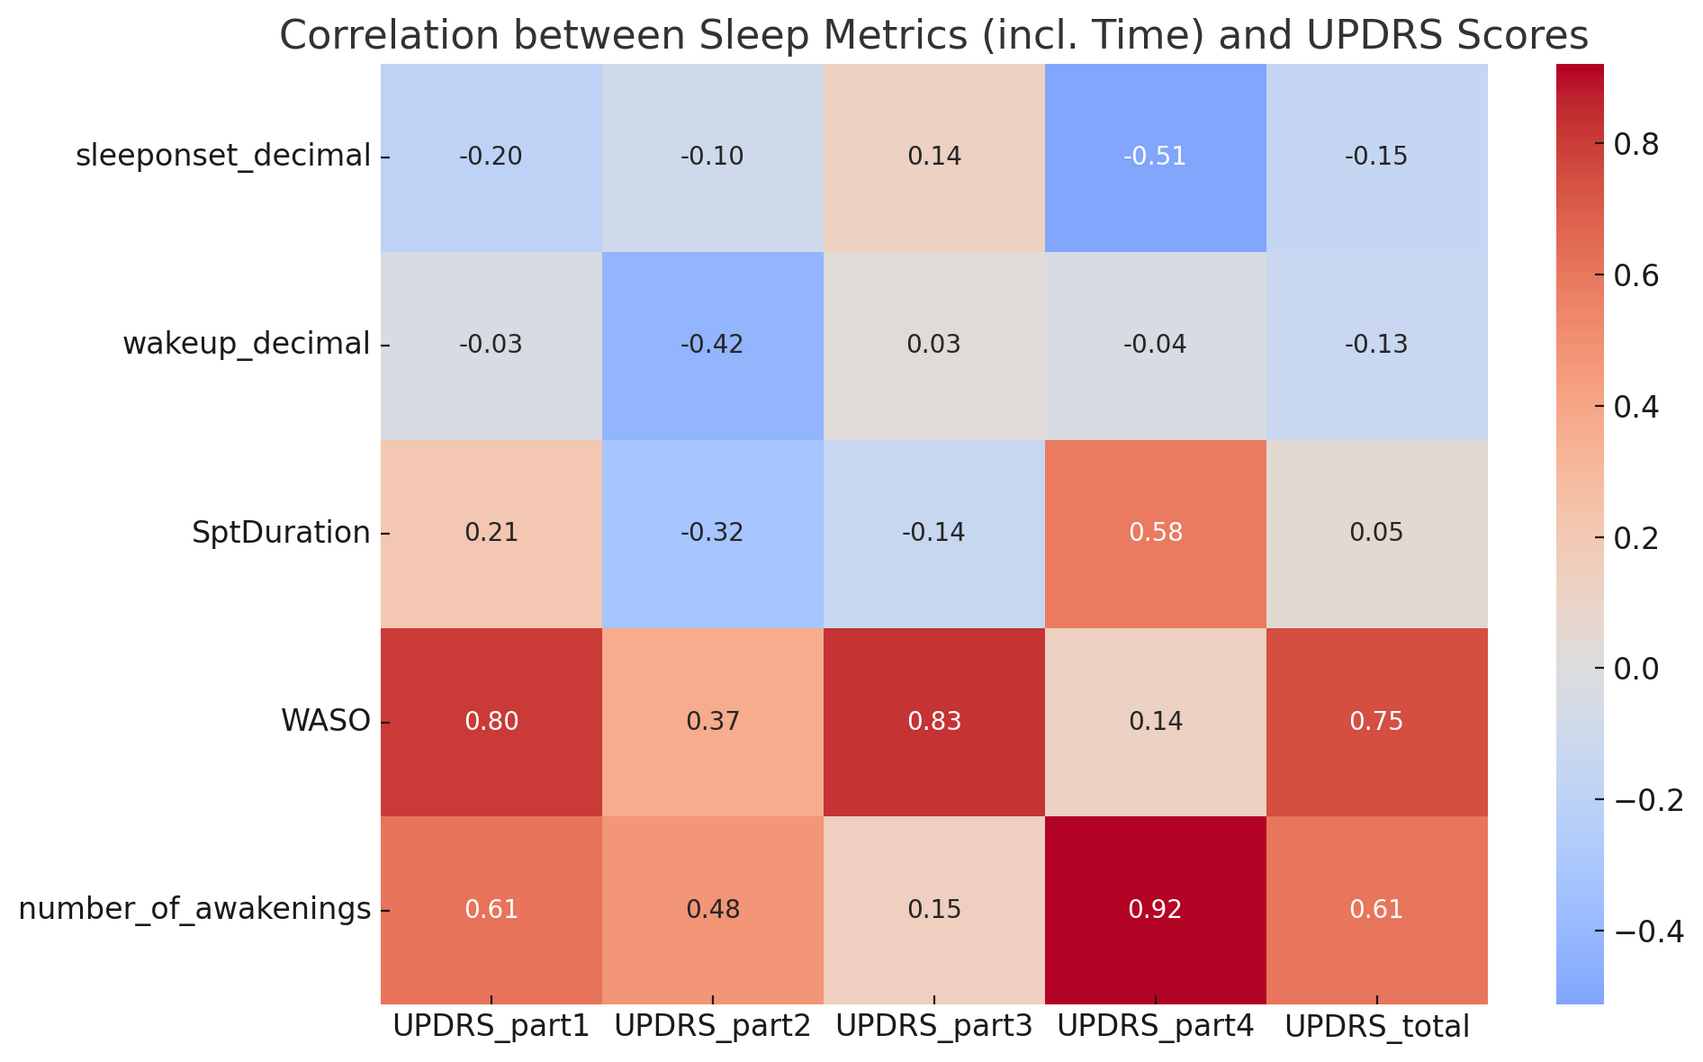 Correlation between Sleep Metrics (incl. Time) and UPDRS Scores
sleeponset_decimal -0.20 -0.10 0.14 -0.51 -0.15
wakeup_decimal -0.03 -0.42 0.03 -0.04 -0.13
SptDuration 0.21 -0.32 -0.14 0.58 0.05
WASO 0.80 0.37 0.83 0.14 0.75
number_of_awakenings 0.61 0.48 0.15 0.92 0.61
UPDRS_part1 UPDRS_part2 UPDRS_part3 UPDRS_part4 UPDRS_total
0.8
0.6
0.4
0.2
0.0
−0.2
−0.4